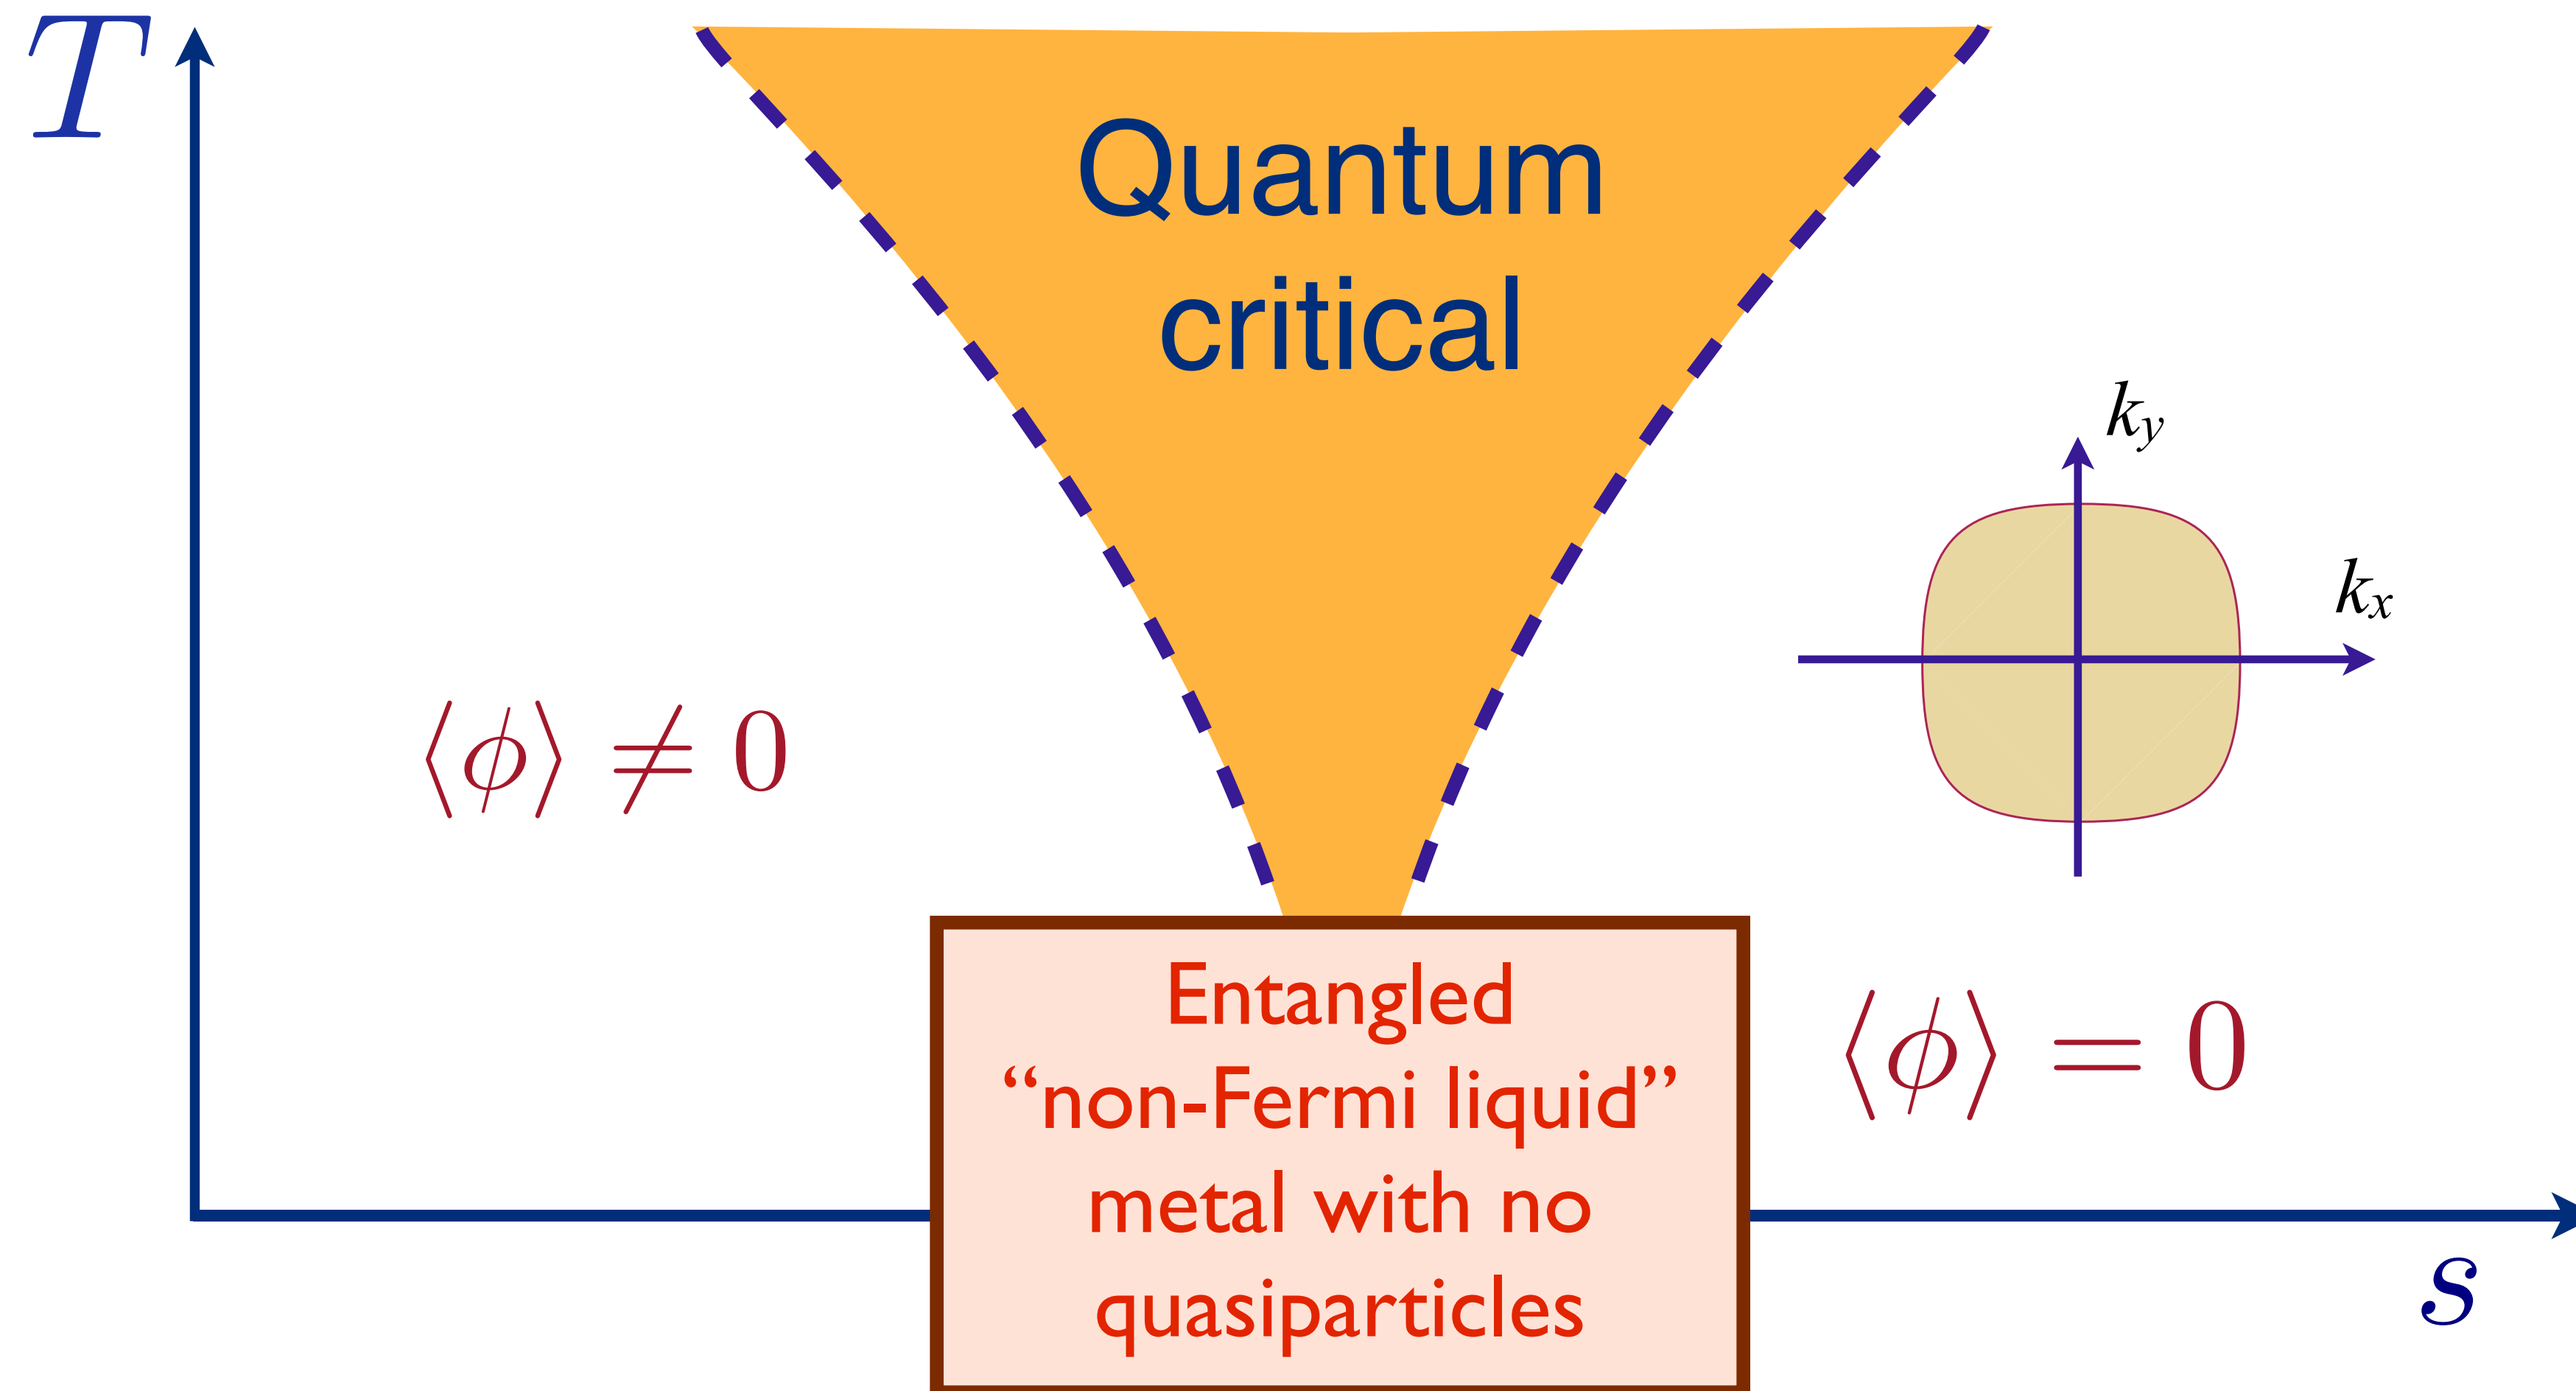 T
Quantum
critical
k_y
k_x
⟨ϕ⟩ ≠ 0
Entangled
“non-Fermi liquid”
metal with no
quasiparticles
⟨ϕ⟩ = 0
s